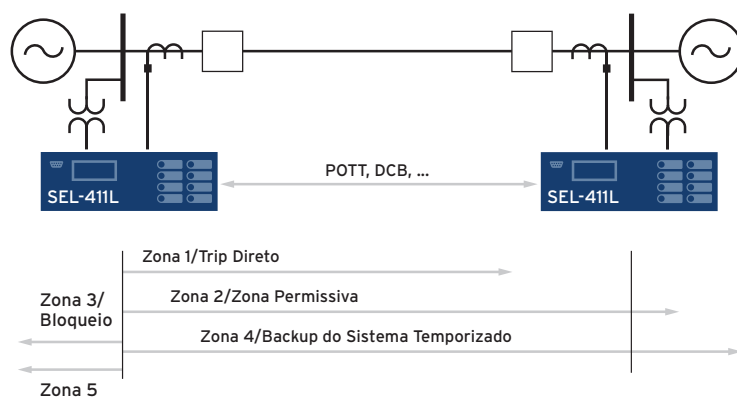 SEL-411L
POTT, DCB, ...
SEL-411L
Zona 1/Trip Direto
Zona 3/
Bloqueio
Zona 2/Zona Permissiva
Zona 4/Backup do Sistema Temporizado
Zona 5